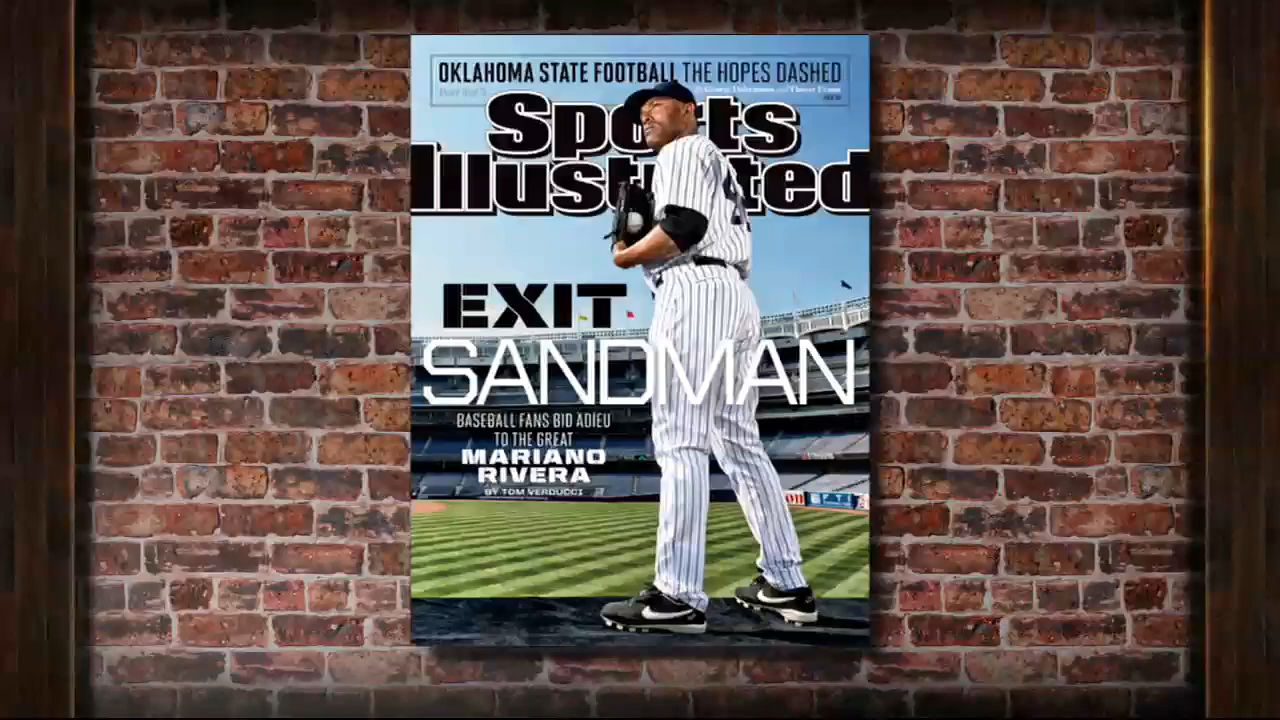 OKLAHOMA STATE FOOTBALL THE HOPES DASHED
Sports
Illustrated
EXIT
SANDMAN
BASEBALL FANS BID ADIEU
TO THE GREAT
MARIANO
RIVERA
BY TOM VERDUCCI